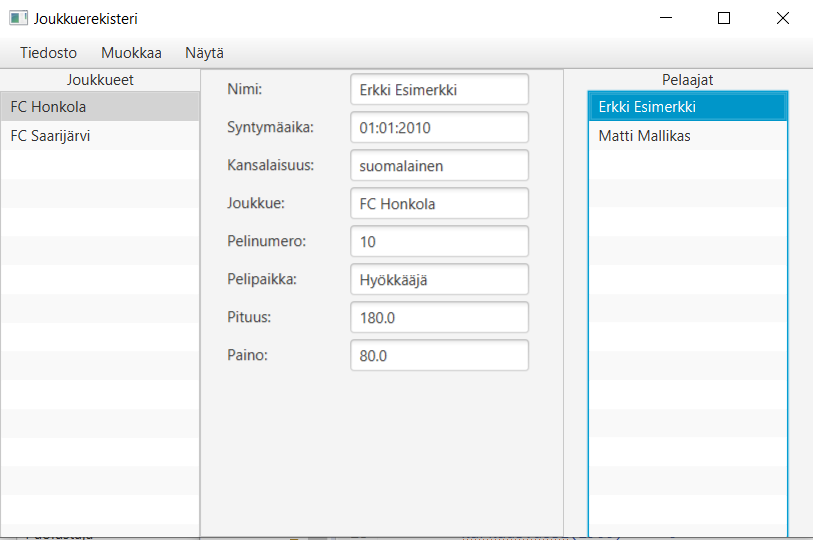 Joukkuerekisteri
Tiedosto Muokkaa Näytä
Joukkueet
FC Honkola
FC Saarijärvi
Nimi: Erkki Esimerkki
Syntymäaika: 01:01:2010
Kansalaisuus: suomalainen
Joukkue: FC Honkola
Pelinumero: 10
Pelipaikka: Hyökkääjä
Pituus: 180.0
Paino: 80.0
Pelaajat
Erkki Esimerkki
Matti Mallikas